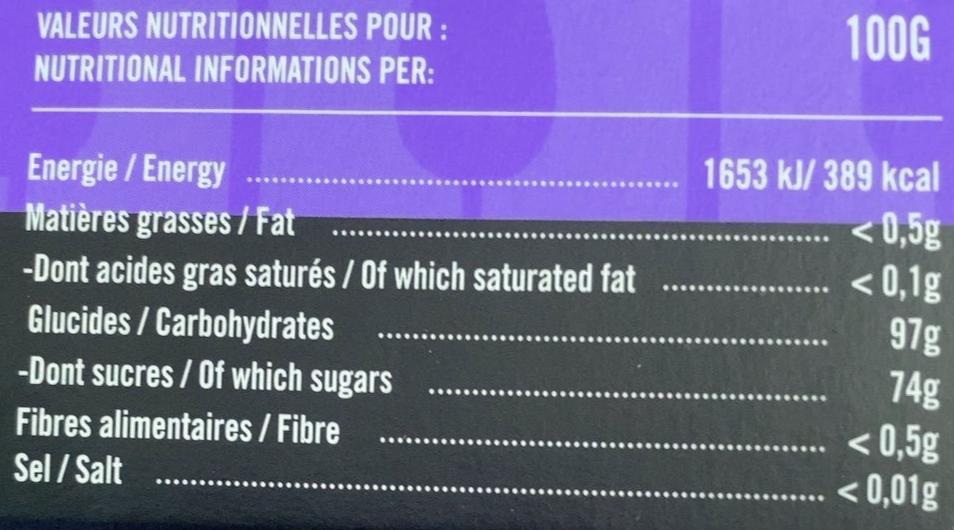 VALEURS NUTRITIONNELLES POUR : 100G
NUTRITIONAL INFORMATIONS PER:
Energie / Energy 1653 kJ/ 389 kcal
Matières grasses / Fat < 0,5g
-Dont acides gras saturés / Of which saturated fat < 0,1g
Glucides / Carbohydrates 97g
-Dont sucres / Of which sugars 74g
Fibres alimentaires / Fibre < 0,5g
Sel / Salt < 0,01g